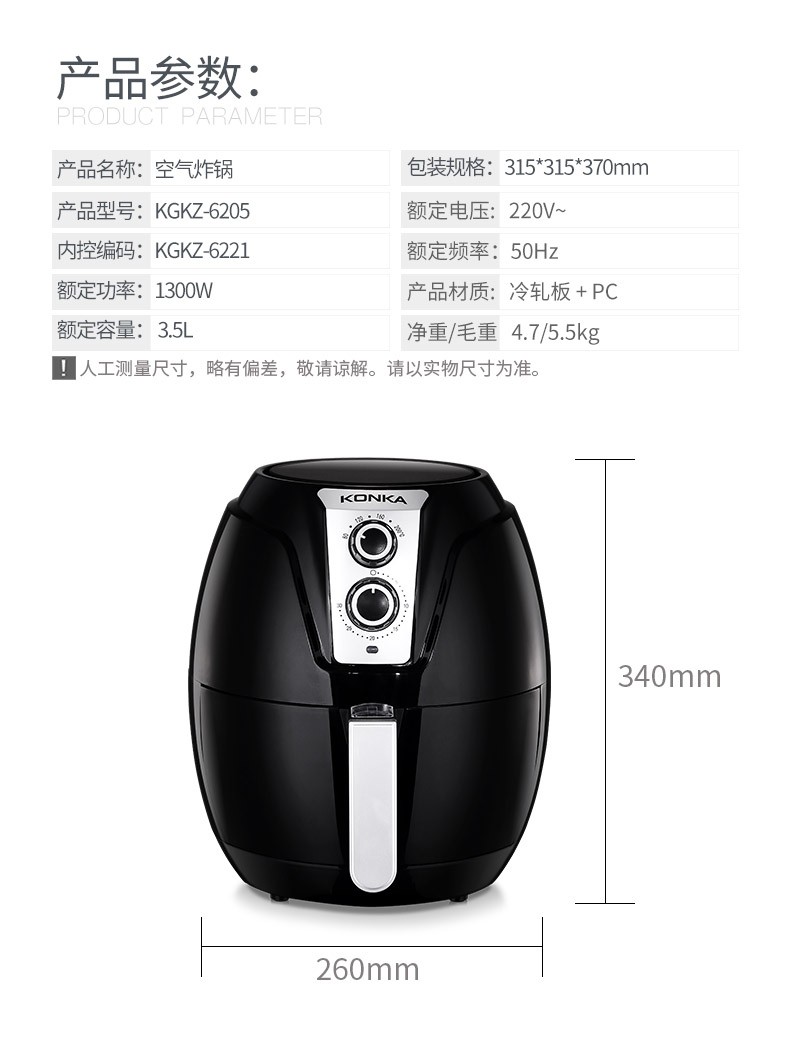 产品参数：
PRODUCT PARAMETER
产品名称：空气炸锅
包装规格：315*315*370mm
产品型号：KGKZ-6205
额定电压: 220V~
内控编码：KGKZ-6221
额定频率：50Hz
额定功率：1300W
产品材质: 冷轧板 + PC
额定容量：3.5L
净重/毛重 4.7/5.5kg
! 人工测量尺寸，略有偏差，敬请谅解。请以实物尺寸为准。
KONKA
80 120 160 200℃
20
340mm
260mm